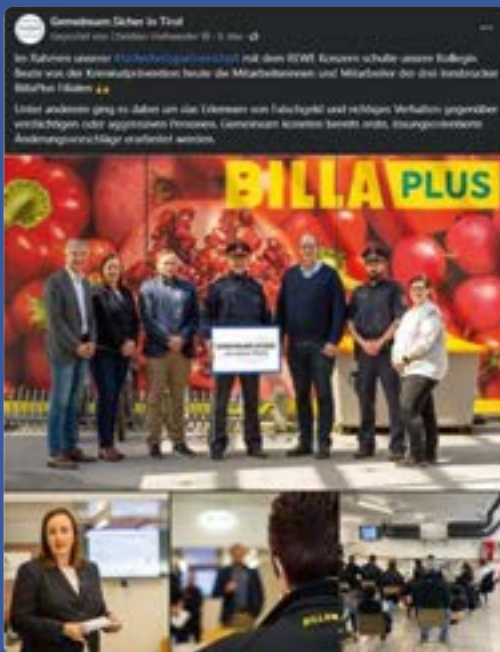 Gemeinsam Sicher in Tirol
Im Rahmen unserer #Sicherheitspartnerschaft mit dem REWE Konzern schulte unsere Kollegin
Beate von der Kriminalprävention heute die Mitarbeiterinnen und Mitarbeiter der drei Innsbrucker
BillaPlus Filialen
Unter anderem ging es dabei um das Erkennen von Falschgeld und richtiges Verhalten gegenüber
verdächtigen oder aggressiven Personen. Gemeinsam konnten bereits erste, lösungsorientierte
Änderungsvorschläge erarbeitet werden.
BILLA PLUS
GEMEINSAM.SICHER